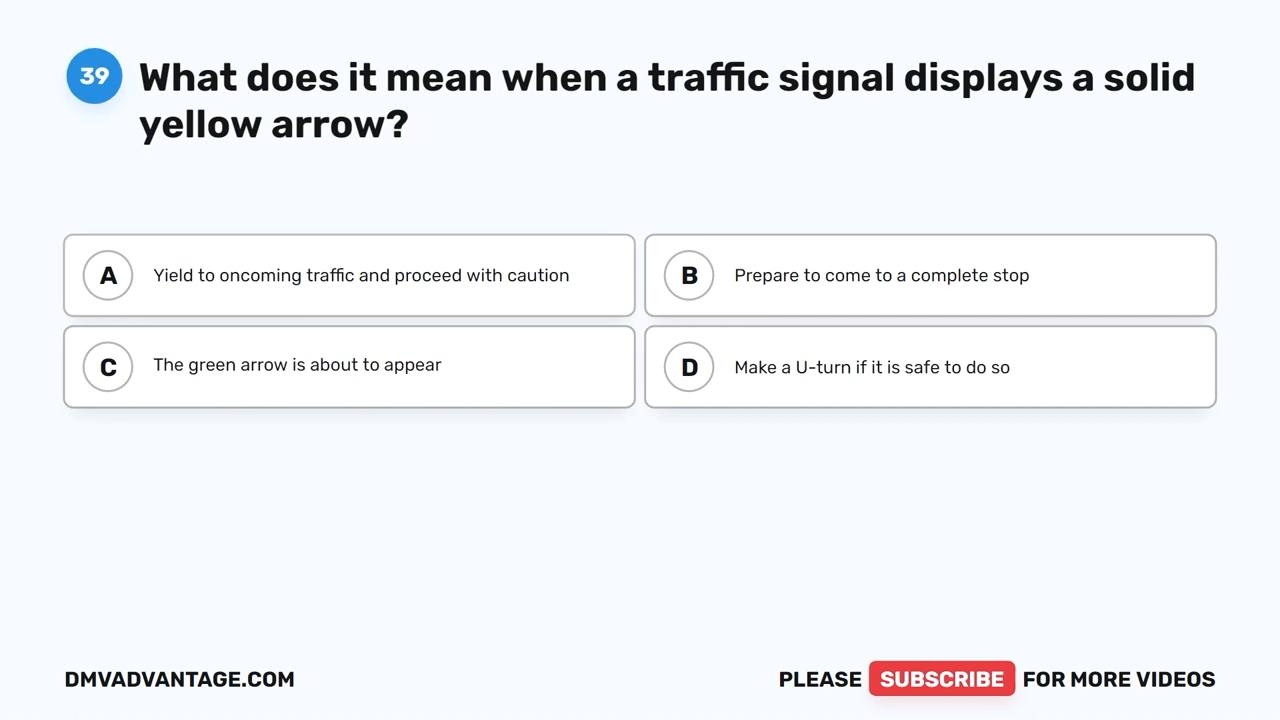 39
What does it mean when a traffic signal displays a solid
yellow arrow?
A Yield to oncoming traffic and proceed with caution
B Prepare to come to a complete stop
C The green arrow is about to appear
D Make a U-turn if it is safe to do so
DMVADVANTAGE.COM
PLEASE SUBSCRIBE FOR MORE VIDEOS